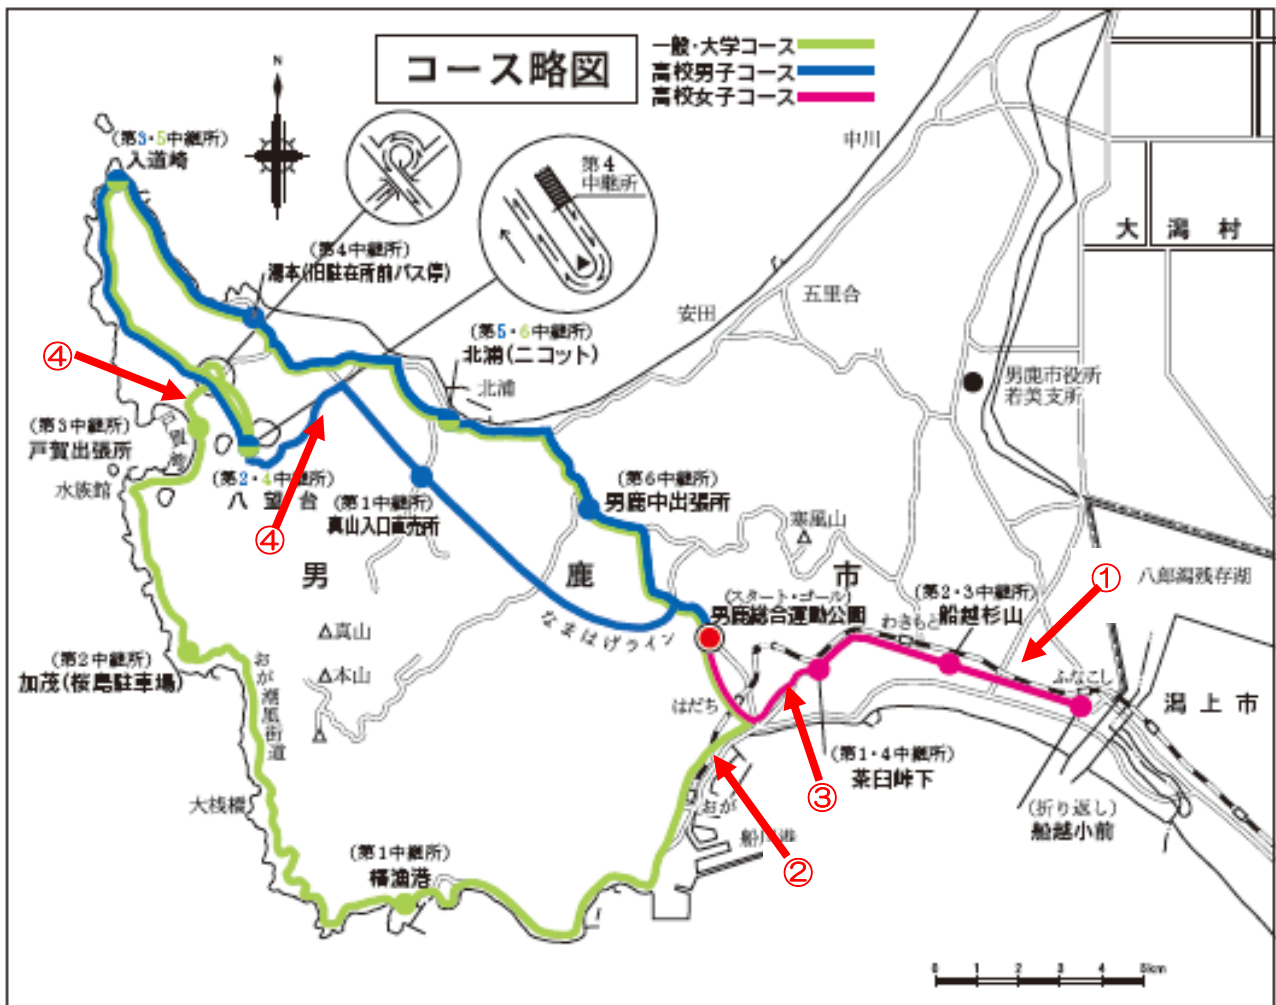 コース略図
一般・大学コース
高校男子コース
高校女子コース
N
(第3・5中継所)
入道崎
第4
中継所
中川
大潟村
(第4中継所)
湯本(旧駐在所前バス停)
安田
五里合
(第5・6中継所)
北浦(ニコット)
北浦
男鹿市役所
若美支所
④
(第3中継所)
戸賀出張所
戸賀湾
水族館
(第2・4中継所)
八望台
④
(第1中継所)
真山入口直売所
(第6中継所)
男鹿中出張所
寒風山
男鹿市
①
八郎潟残存湖
(スタート・ゴール)
男鹿総合運動公園
(第2・3中継所)
船越杉山
わきもと
なまはげライン
真山
本山
(第2中継所)
加茂(桜島駐車場)
おが潮風街道
はだち
ふなこし
潟上市
(第1・4中継所)
茶臼峠下
③
大桟橋
おが
船川港
②
(折り返し)
船越小前
(第1中継所)
椿漁港
0 1 2 3 4 5km